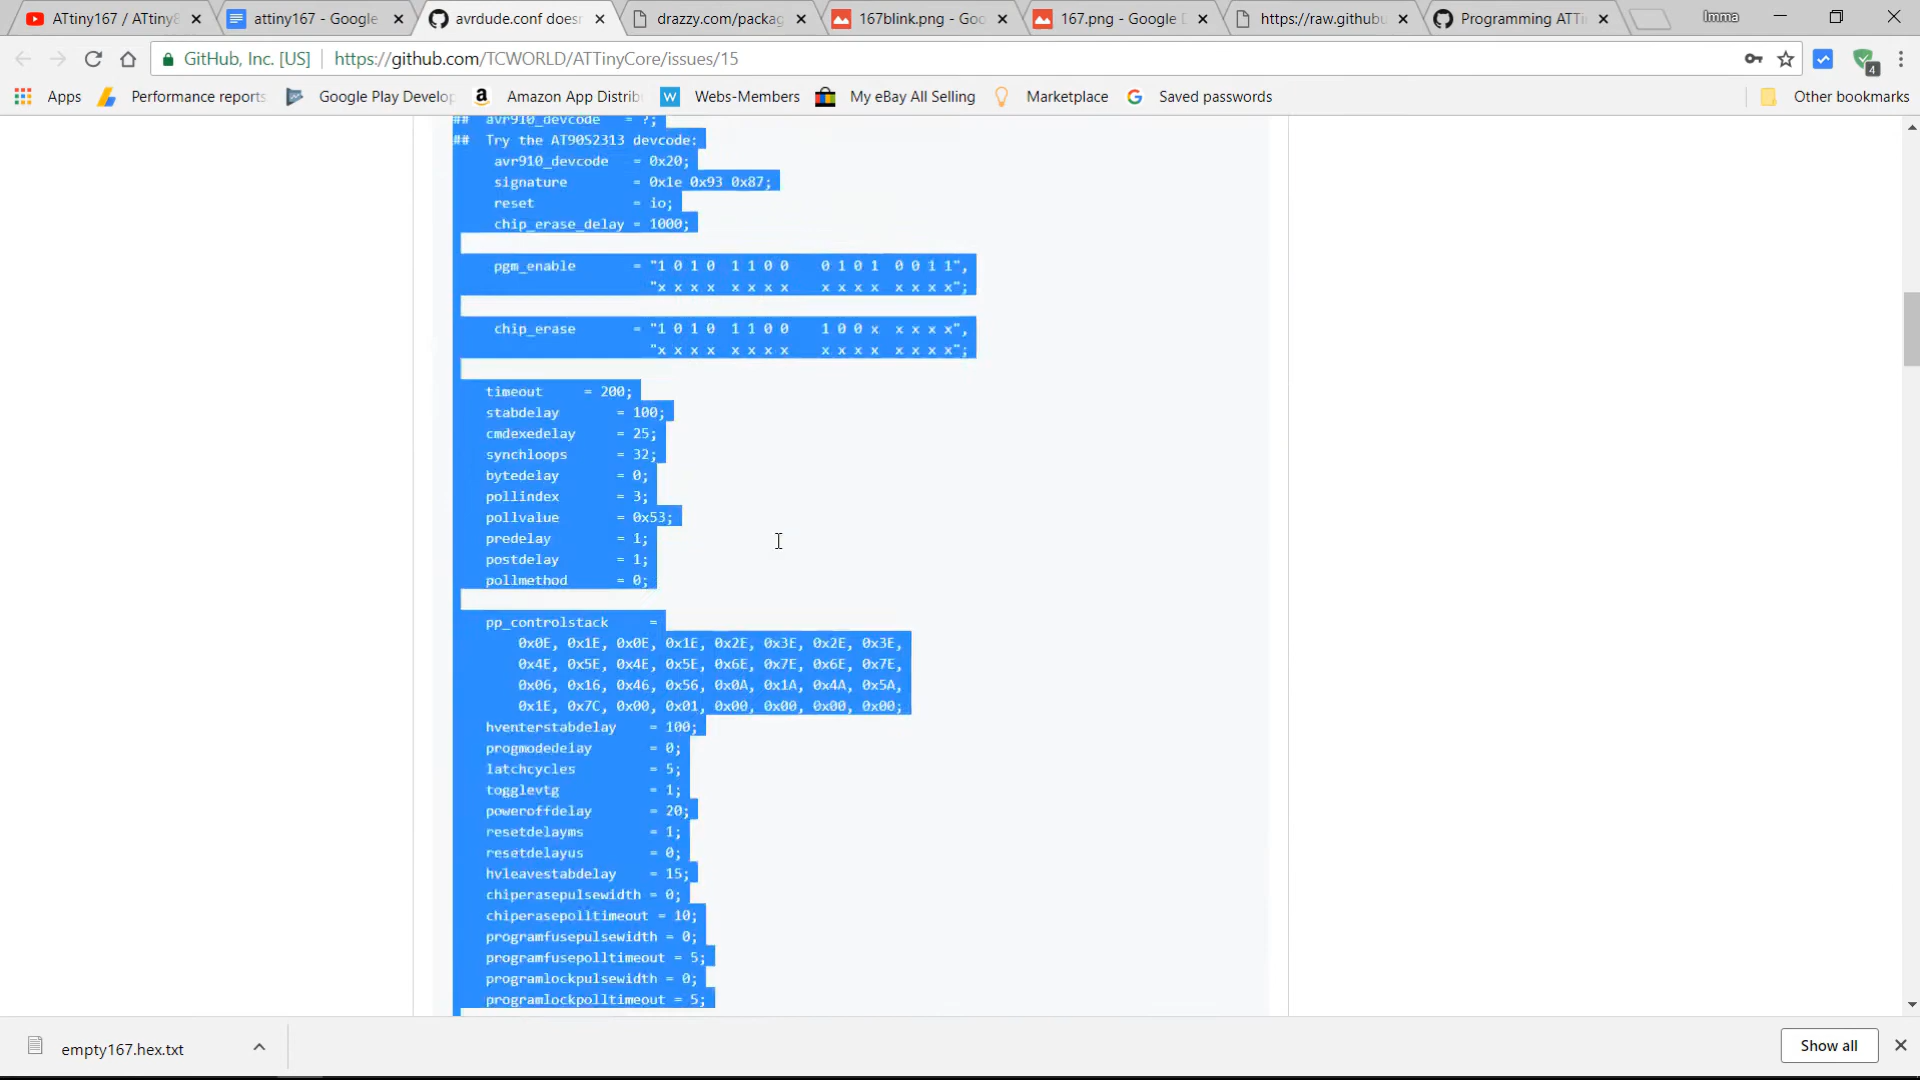 ATtiny167 / ATtiny8
attiny167 - Google
avrdude.conf does
drazzy.com/packag
167blink.png - Goo
167.png - Google D
https://raw.githubu
Programming ATTi
Imma
GitHub, Inc. [US]
https://github.com/TCWORLD/ATTinyCore/issues/15
4
Apps
Performance reports
Google Play Develop
Amazon App Distrib
Webs-Members
My eBay All Selling
Marketplace
Saved passwords
Other bookmarks
## avr910_devcode = ?;
## Try the AT90S2313 devcode:
avr910_devcode = 0x20;
signature = 0x1e 0x93 0x87;
reset = io;
chip_erase_delay = 1000;
pgm_enable = "1 0 1 0 1 1 0 0 0 1 0 1 0 0 1 1",
"x x x x x x x x x x x x x x x x";
chip_erase = "1 0 1 0 1 1 0 0 1 0 0 x x x x x",
"x x x x x x x x x x x x x x x x";
timeout = 200;
stabdelay = 100;
cmdexedelay = 25;
synchloops = 32;
bytedelay = 0;
pollindex = 3;
pollvalue = 0x53;
predelay = 1;
postdelay = 1;
pollmethod = 0;
pp_controlstack =
0x0E, 0x1E, 0x0E, 0x1E, 0x2E, 0x3E, 0x2E, 0x3E,
0x4E, 0x5E, 0x4E, 0x5E, 0x6E, 0x7E, 0x6E, 0x7E,
0x06, 0x16, 0x46, 0x56, 0x0A, 0x1A, 0x4A, 0x5A,
0x1E, 0x7C, 0x00, 0x01, 0x00, 0x00, 0x00, 0x00;
hventerstabdelay = 100;
progmodedelay = 0;
latchcycles = 5;
togglevtg = 1;
poweroffdelay = 20;
resetdelayms = 1;
resetdelayus = 0;
hvleavestabdelay = 15;
chiperasepulsewidth = 0;
chiperasepolltimeout = 10;
programfusepulsewidth = 0;
programfusepolltimeout = 5;
programlockpulsewidth = 0;
programlockpolltimeout = 5;
empty167.hex.txt
Show all